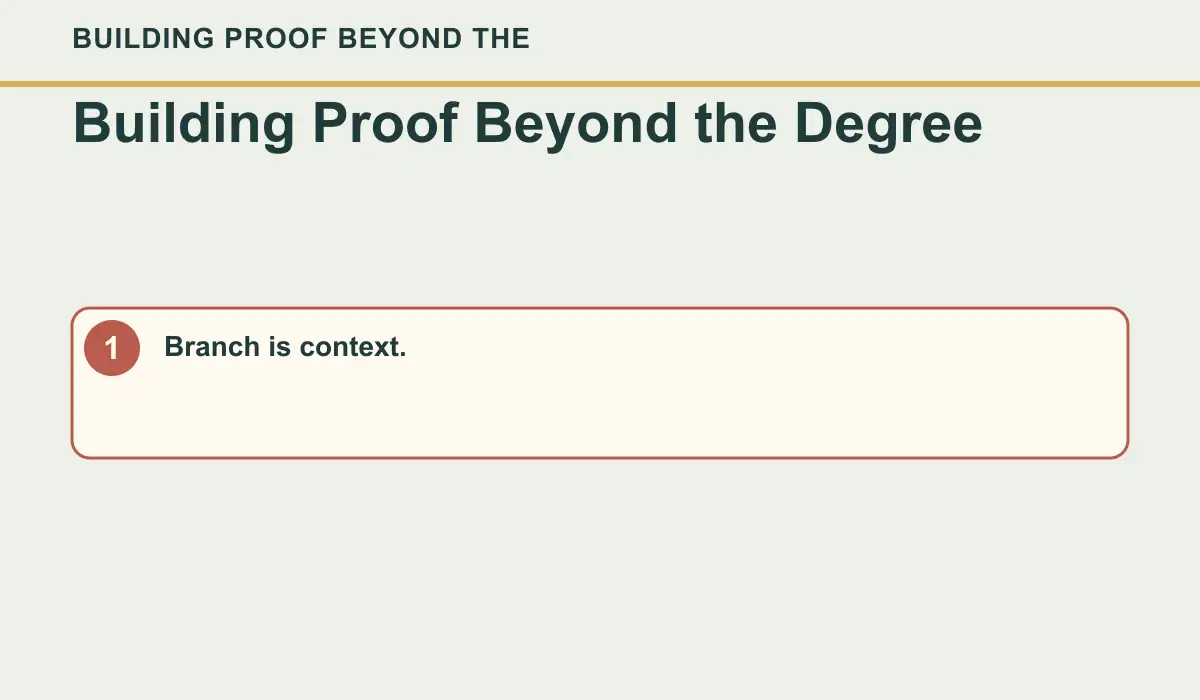 BUILDING PROOF BEYOND THE
Building Proof Beyond the Degree
1 Branch is context.